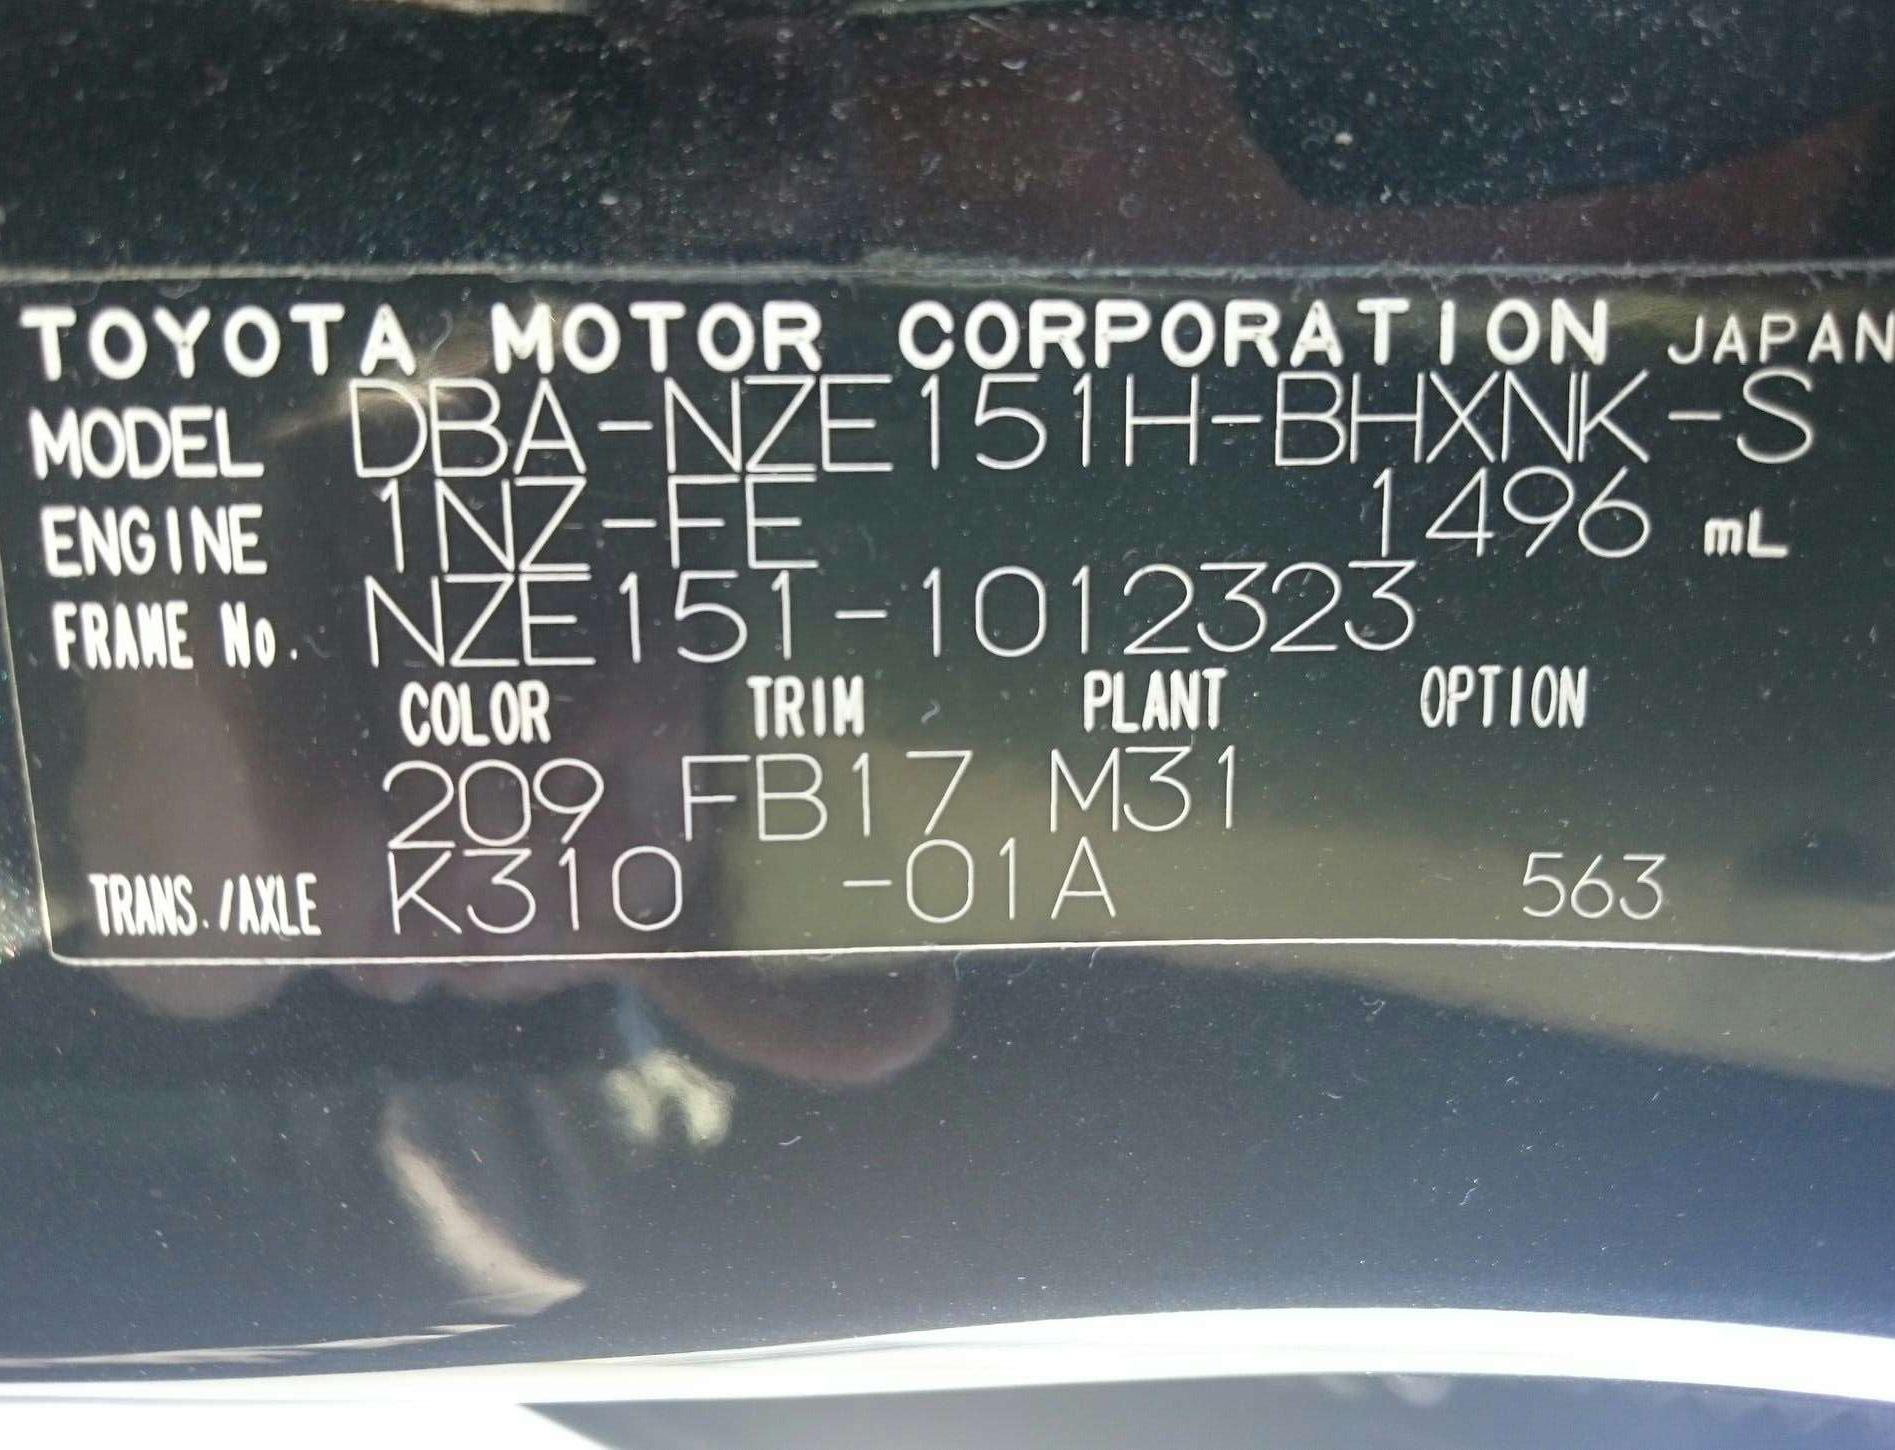 TOYOTA MOTOR CORPORATION JAPAN
MODEL DBA-NZE151H-BHXNK-S
ENGINE 1NZ-FE 1496 mL
FRAME No. NZE151-1012323
COLOR TRIM PLANT OPTION
209 FB17 M31
TRANS./AXLE K310 -01A 563